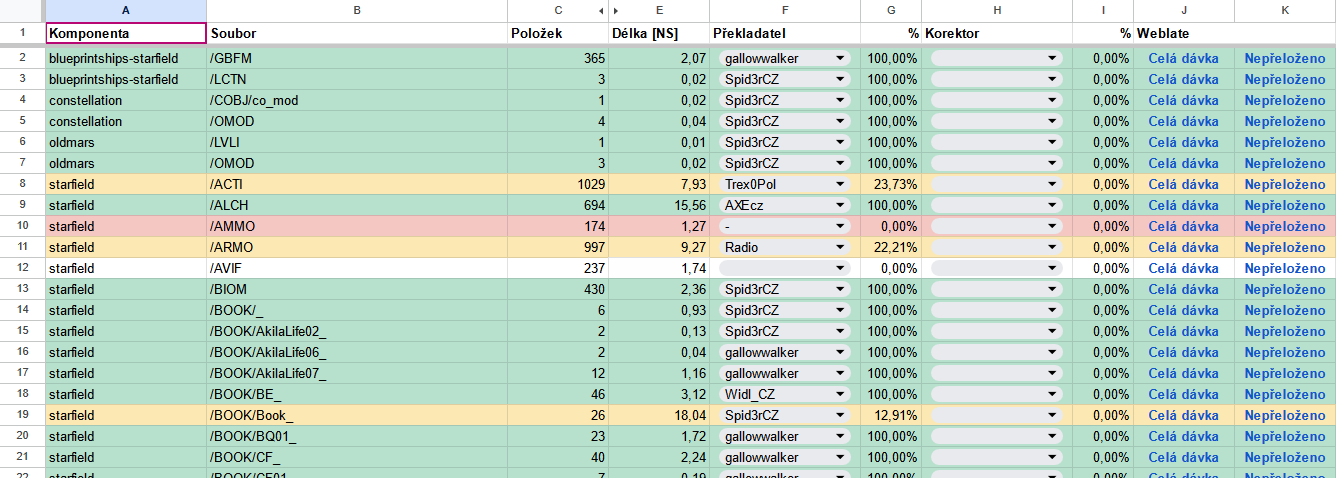 A B C E F G H I J K
1 Komponenta Soubor Položek Délka [NS] Překladatel % Korektor % Weblate
2 blueprintships-starfield /GBFM 365 2,07 gallowwalker 100,00% 0,00% Celá dávka Nepřeloženo
3 blueprintships-starfield /LCTN 3 0,02 Spid3rCZ 100,00% 0,00% Celá dávka Nepřeloženo
4 constellation /COBJ/co_mod 1 0,02 Spid3rCZ 100,00% 0,00% Celá dávka Nepřeloženo
5 constellation /OMOD 4 0,04 Spid3rCZ 100,00% 0,00% Celá dávka Nepřeloženo
6 oldmars /LVLI 1 0,01 Spid3rCZ 100,00% 0,00% Celá dávka Nepřeloženo
7 oldmars /OMOD 3 0,02 Spid3rCZ 100,00% 0,00% Celá dávka Nepřeloženo
8 starfield /ACTI 1029 7,93 Trex0Pol 23,73% 0,00% Celá dávka Nepřeloženo
9 starfield /ALCH 694 15,56 AXEcz 100,00% 0,00% Celá dávka Nepřeloženo
10 starfield /AMMO 174 1,27 - 0,00% 0,00% Celá dávka Nepřeloženo
11 starfield /ARMO 997 9,27 Radio 22,21% 0,00% Celá dávka Nepřeloženo
12 starfield /AVIF 237 1,74 0,00% 0,00% Celá dávka Nepřeloženo
13 starfield /BIOM 430 2,36 Spid3rCZ 100,00% 0,00% Celá dávka Nepřeloženo
14 starfield /BOOK/_ 6 0,93 Spid3rCZ 100,00% 0,00% Celá dávka Nepřeloženo
15 starfield /BOOK/AkilaLife02_ 2 0,13 Spid3rCZ 100,00% 0,00% Celá dávka Nepřeloženo
16 starfield /BOOK/AkilaLife06_ 2 0,04 gallowwalker 100,00% 0,00% Celá dávka Nepřeloženo
17 starfield /BOOK/AkilaLife07_ 12 1,16 gallowwalker 100,00% 0,00% Celá dávka Nepřeloženo
18 starfield /BOOK/BE_ 46 3,12 Widl_CZ 100,00% 0,00% Celá dávka Nepřeloženo
19 starfield /BOOK/Book_ 26 18,04 Spid3rCZ 12,91% 0,00% Celá dávka Nepřeloženo
20 starfield /BOOK/BQ01_ 23 1,72 gallowwalker 100,00% 0,00% Celá dávka Nepřeloženo
21 starfield /BOOK/CF_ 40 2,24 gallowwalker 100,00% 0,00% Celá dávka Nepřeloženo
22 starfield /BOOK/CF01_ 7 0,19 gallowwalker 100,00% 0,00% Celá dávka Nepřeloženo